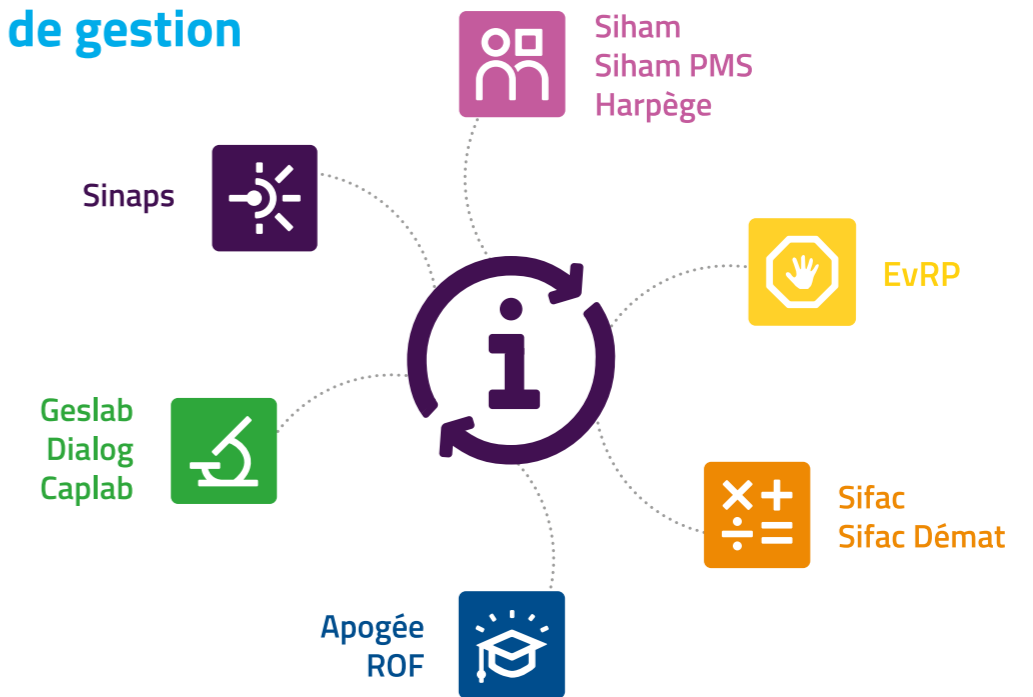 de gestion
Siham
Siham PMS
Harpège
Sinaps
EvRP
Geslab
Dialog
Caplab
Sifac
Sifac Démat
Apogée
ROF